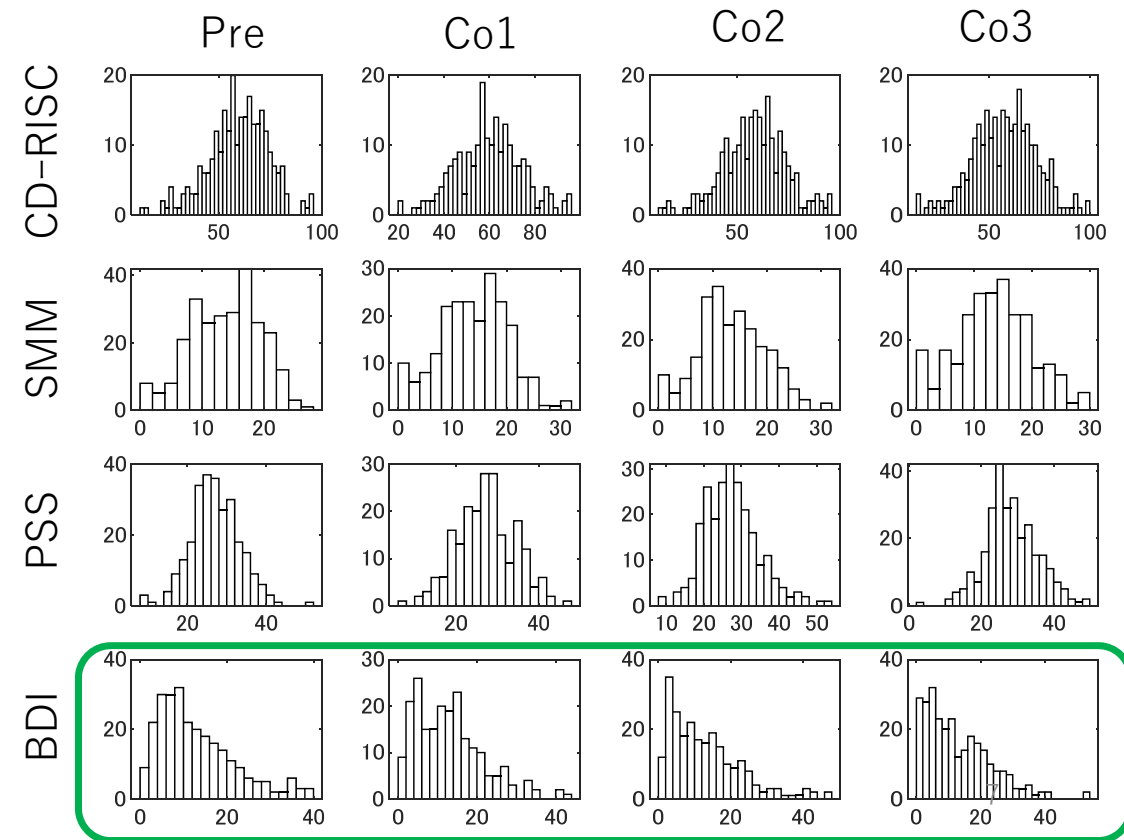 Pre Co1 Co2 Co3
CD-RISC
20 10 0 50 100
20 10 0 20 40 60 80
20 10 0 50 100
20 10 0 50 100
SMM
40 20 0 0 10 20
30 20 10 0 0 10 20 30
40 20 0 0 10 20 30
40 20 0 0 10 20 30
PSS
40 20 0 20 40
30 20 10 0 20 40
30 20 10 0 10 20 30 40 50
40 20 0 0 20 40
BDI
40 20 0 0 20 40
30 20 10 0 0 20 40
40 20 0 0 20 40
40 20 0 0 20 40
7